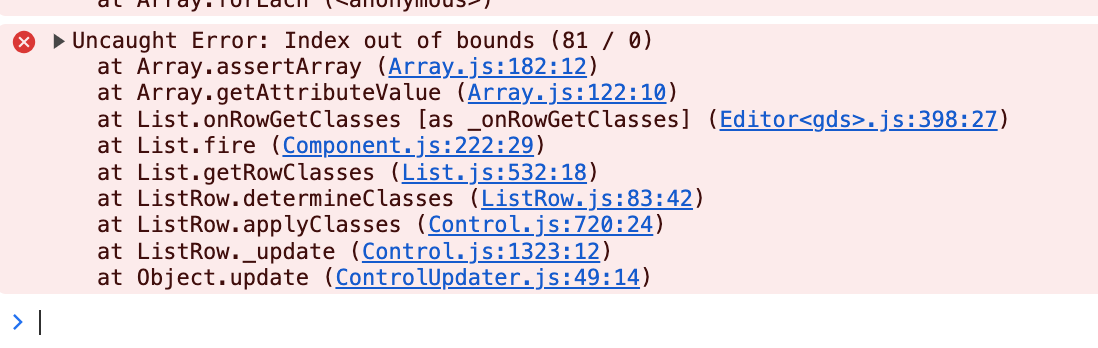 at Array.forEach (<anonymous>)
Uncaught Error: Index out of bounds (81 / 0)
at Array.assertArray (Array.js:182:12)
at Array.getAttributeValue (Array.js:122:10)
at List.onRowGetClasses [as _onRowGetClasses] (Editor<gds>.js:398:27)
at List.fire (Component.js:222:29)
at List.getRowClasses (List.js:532:18)
at ListRow.determineClasses (ListRow.js:83:42)
at ListRow.applyClasses (Control.js:720:24)
at ListRow._update (Control.js:1323:12)
at Object.update (ControlUpdater.js:49:14)